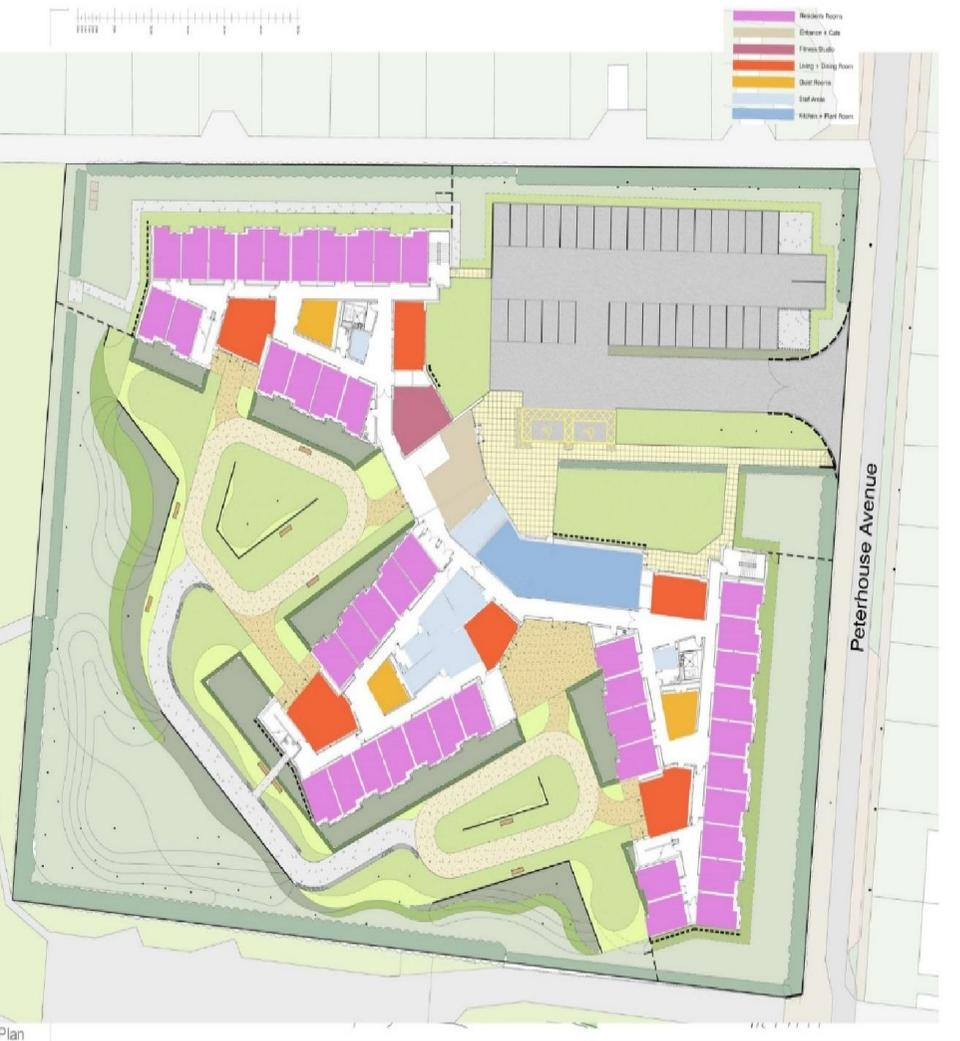 Residents Rooms
Entrance + Cafe
Fitness Studio
Living + Dining Room
Quiet Rooms
Staff Areas
Kitchen + Plant Room
Peterhouse Avenue
Plan